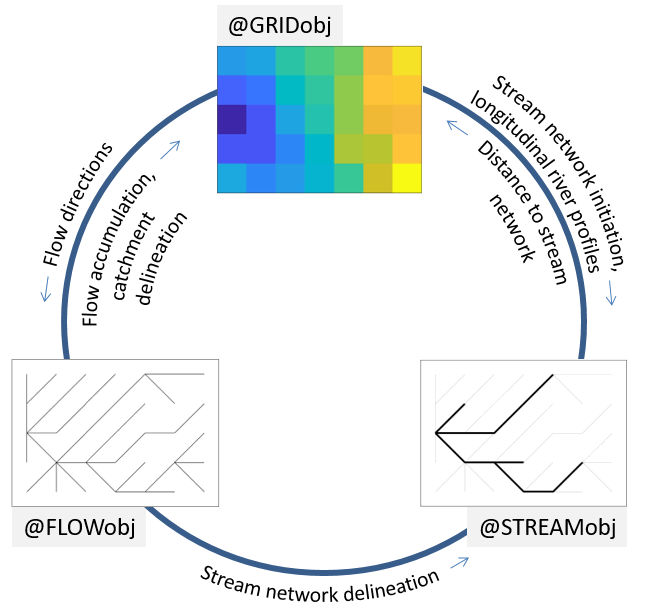 @GRIDobj
Flow directions
Flow accumulation,
catchment
delineation
Stream network initiation,
longitudinal river profiles
Distance to stream
network
@FLOWobj
@STREAMobj
Stream network delineation